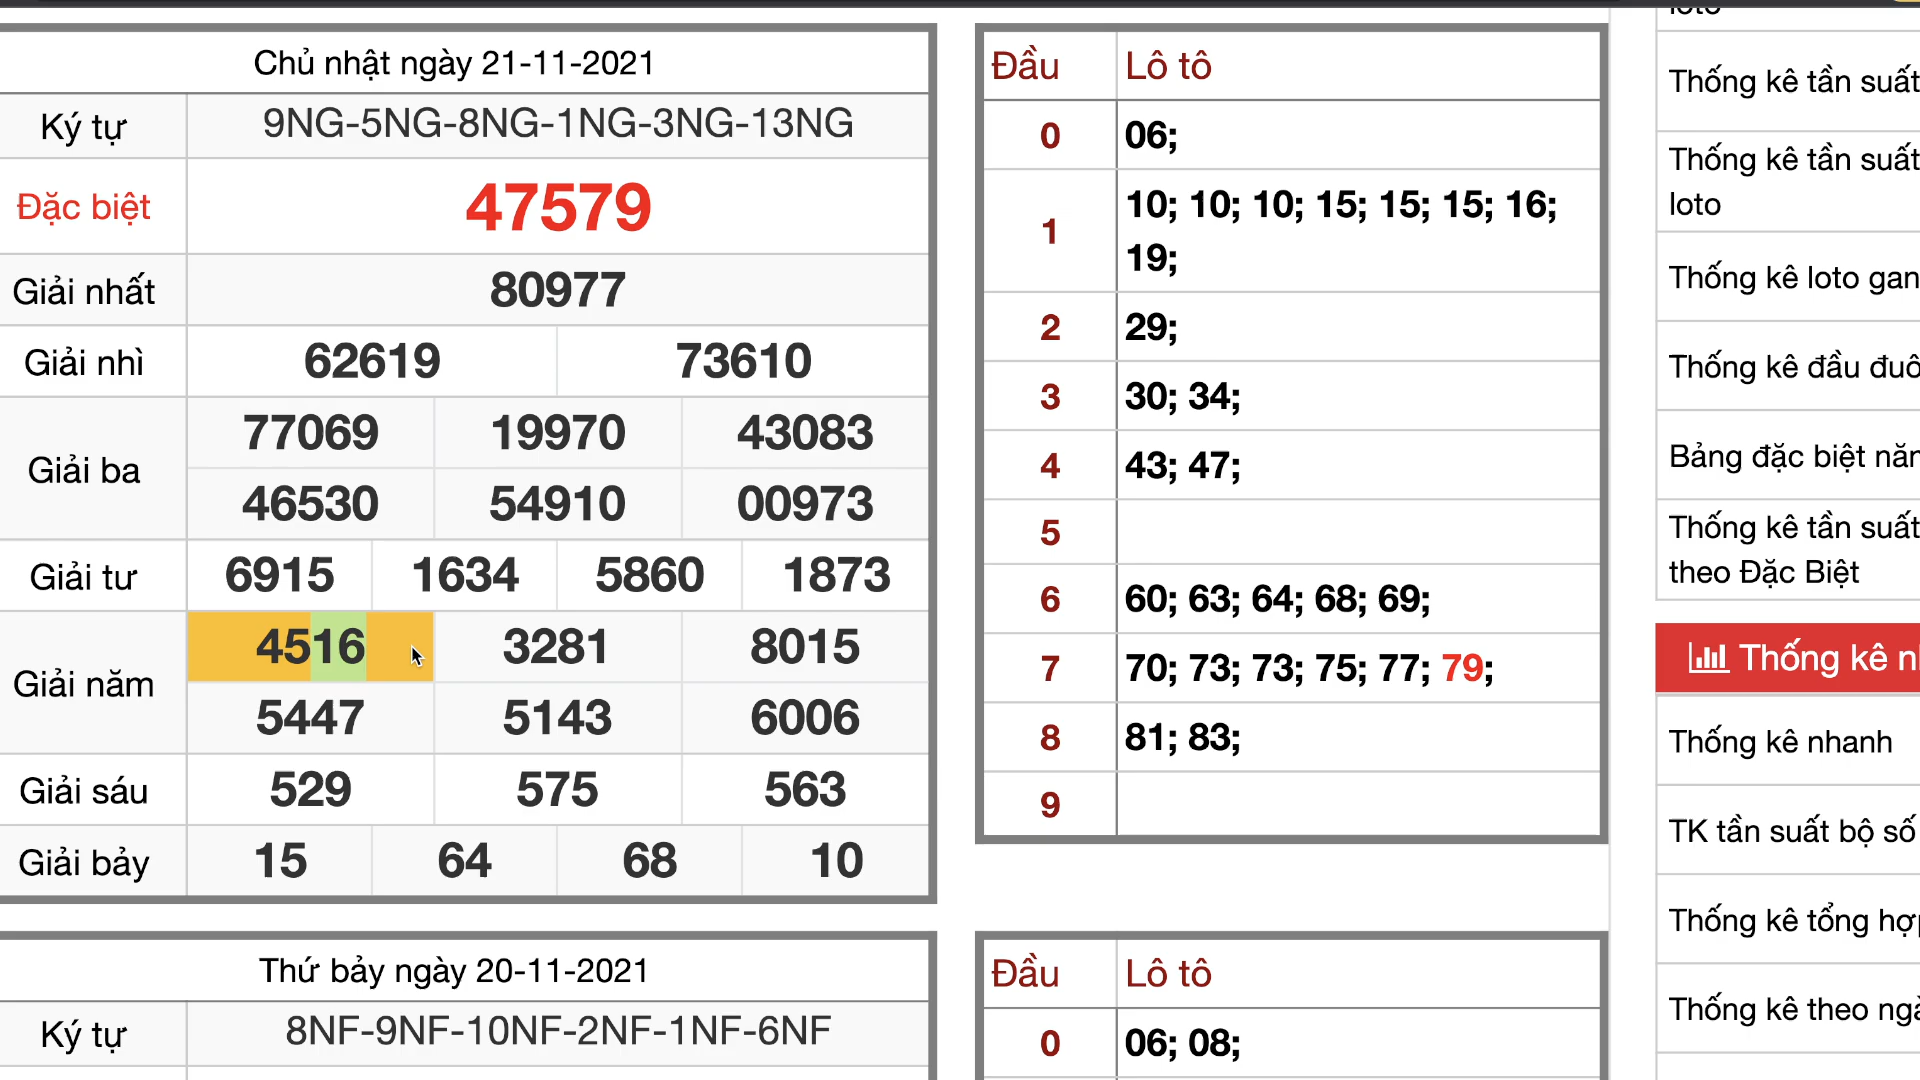 Chủ nhật ngày 21-11-2021
Ký tự 9NG-5NG-8NG-1NG-3NG-13NG
Đặc biệt 47579
Giải nhất 80977
Giải nhì 62619 73610
Giải ba 77069 19970 43083
46530 54910 00973
Giải tư 6915 1634 5860 1873
Giải năm 4516 3281 8015
5447 5143 6006
Giải sáu 529 575 563
Giải bảy 15 64 68 10
Thứ bảy ngày 20-11-2021
Ký tự 8NF-9NF-10NF-2NF-1NF-6NF
Đầu Lô tô
0 06;
1 10; 10; 10; 15; 15; 15; 16;
19;
2 29;
3 30; 34;
4 43; 47;
5
6 60; 63; 64; 68; 69;
7 70; 73; 73; 75; 77; 79;
8 81; 83;
9
Đầu Lô tô
0 06; 08;
loto
Thống kê tần suất
Thống kê tần suất
loto
Thống kê loto gan
Thống kê đầu đuô
Bảng đặc biệt năm
Thống kê tần suất
theo Đặc Biệt
Thống kê nh
Thống kê nhanh
TK tần suất bộ số
Thống kê tổng hợp
Thống kê theo ngà